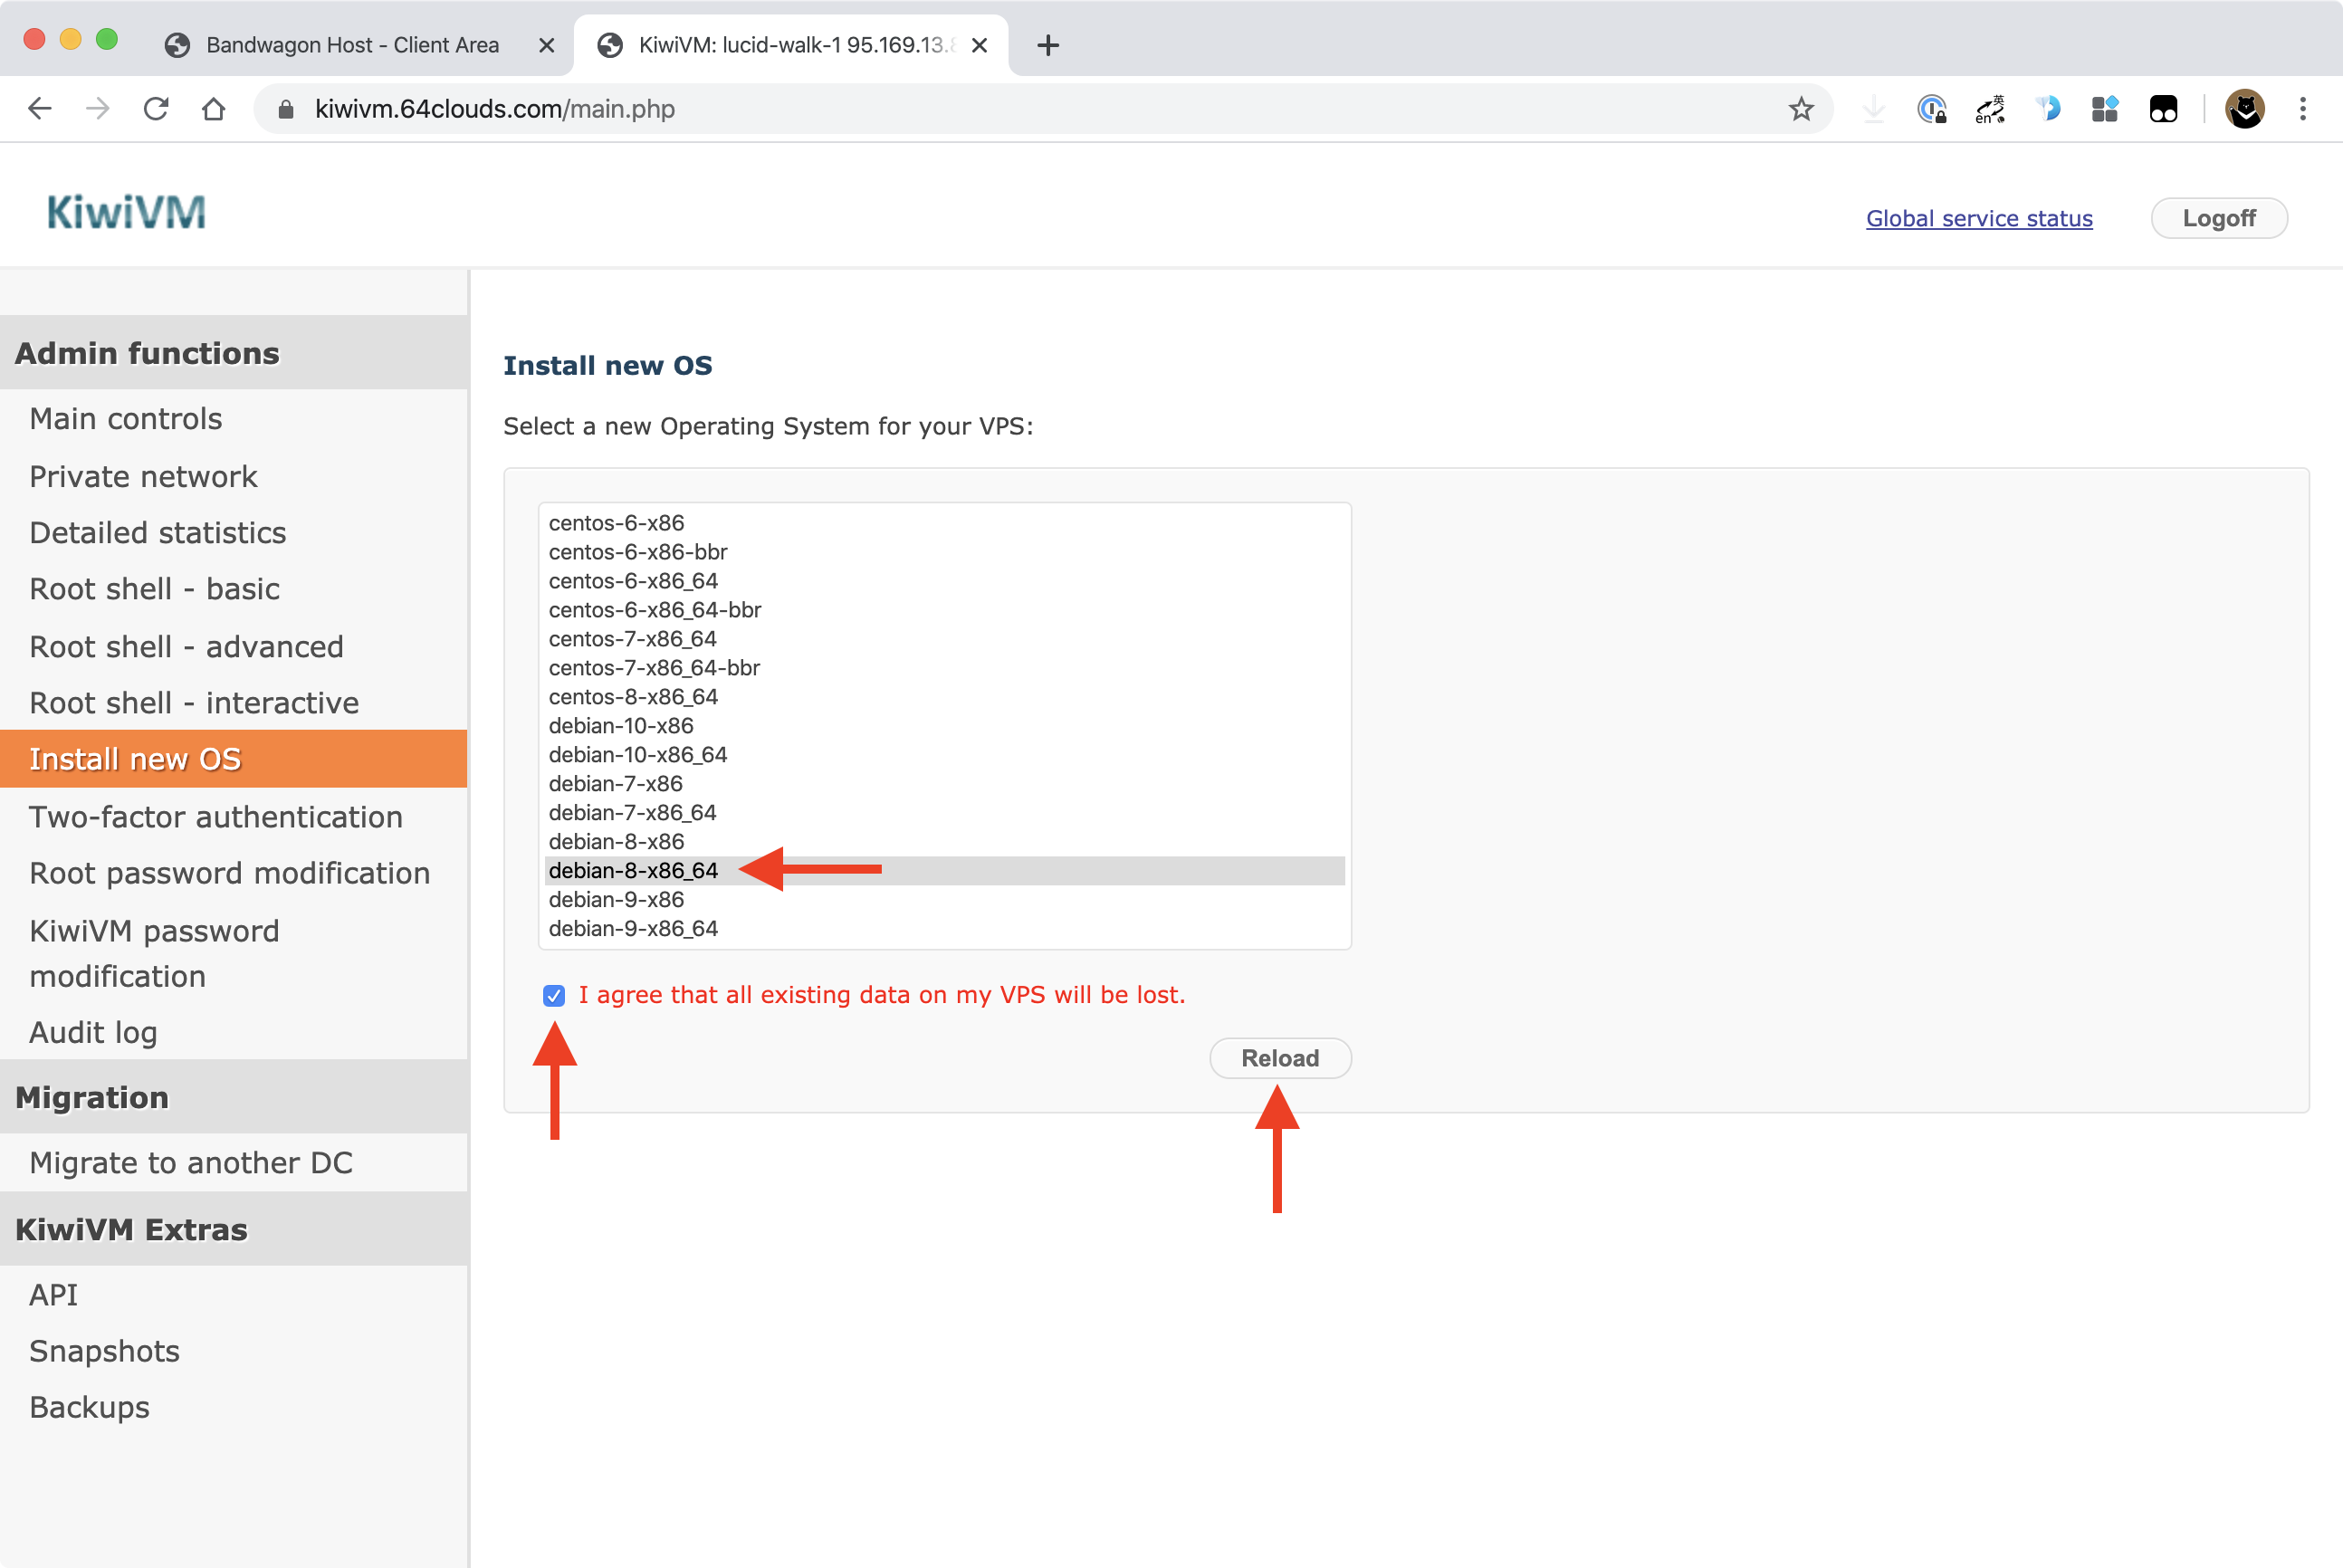 Bandwagon Host - Client Area
KiwiVM: lucid-walk-1 95.169.13.
kiwivm.64clouds.com/main.php
英
en
KiwiVM
Global service status
Logoff
Admin functions
Main controls
Private network
Detailed statistics
Root shell - basic
Root shell - advanced
Root shell - interactive
Install new OS
Two-factor authentication
Root password modification
KiwiVM password
modification
Audit log
Migration
Migrate to another DC
KiwiVM Extras
API
Snapshots
Backups
Install new OS
Select a new Operating System for your VPS:
centos-6-x86
centos-6-x86-bbr
centos-6-x86_64
centos-6-x86_64-bbr
centos-7-x86_64
centos-7-x86_64-bbr
centos-8-x86_64
debian-10-x86
debian-10-x86_64
debian-7-x86
debian-7-x86_64
debian-8-x86
debian-8-x86_64
debian-9-x86
debian-9-x86_64
I agree that all existing data on my VPS will be lost.
Reload